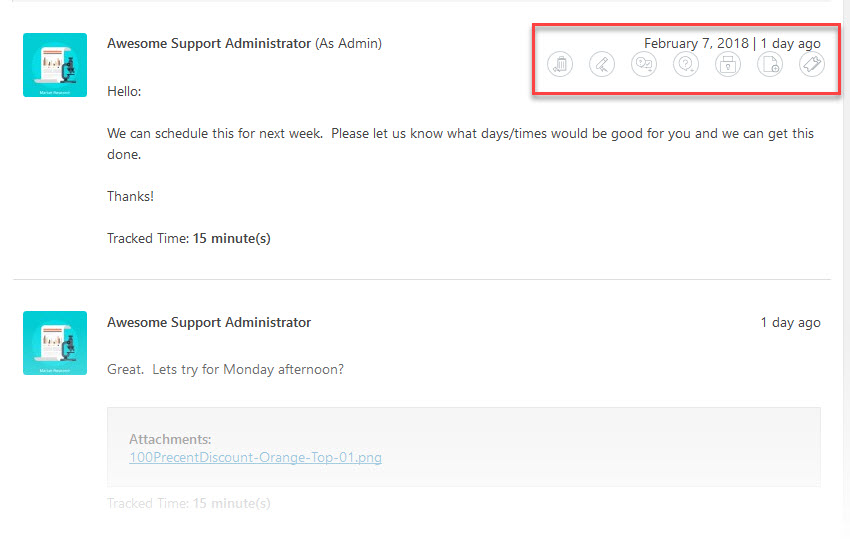 Awesome Support Administrator (As Admin)
February 7, 2018 | 1 day ago
Hello:
We can schedule this for next week. Please let us know what days/times would be good for you and we can get this
done.
Thanks!
Tracked Time: 15 minute(s)
Awesome Support Administrator
1 day ago
Great. Lets try for Monday afternoon?
Attachments:
100PrecentDiscount-Orange-Top-01.png
Tracked Time: 15 minute(s)